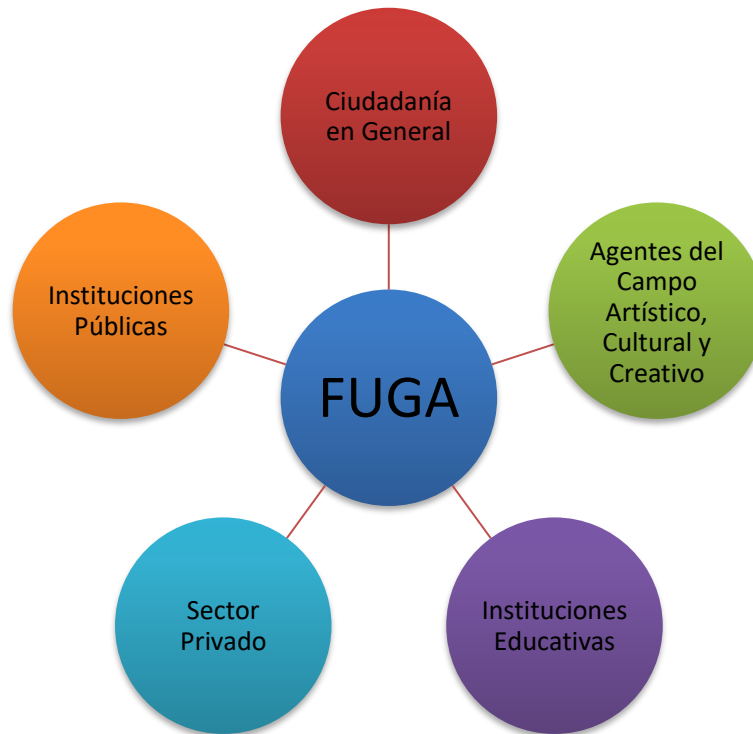 Ciudadanía
en General
Agentes del
Campo
Artístico,
Cultural y
Creativo
Instituciones
Públicas
FUGA
Sector
Privado
Instituciones
Educativas